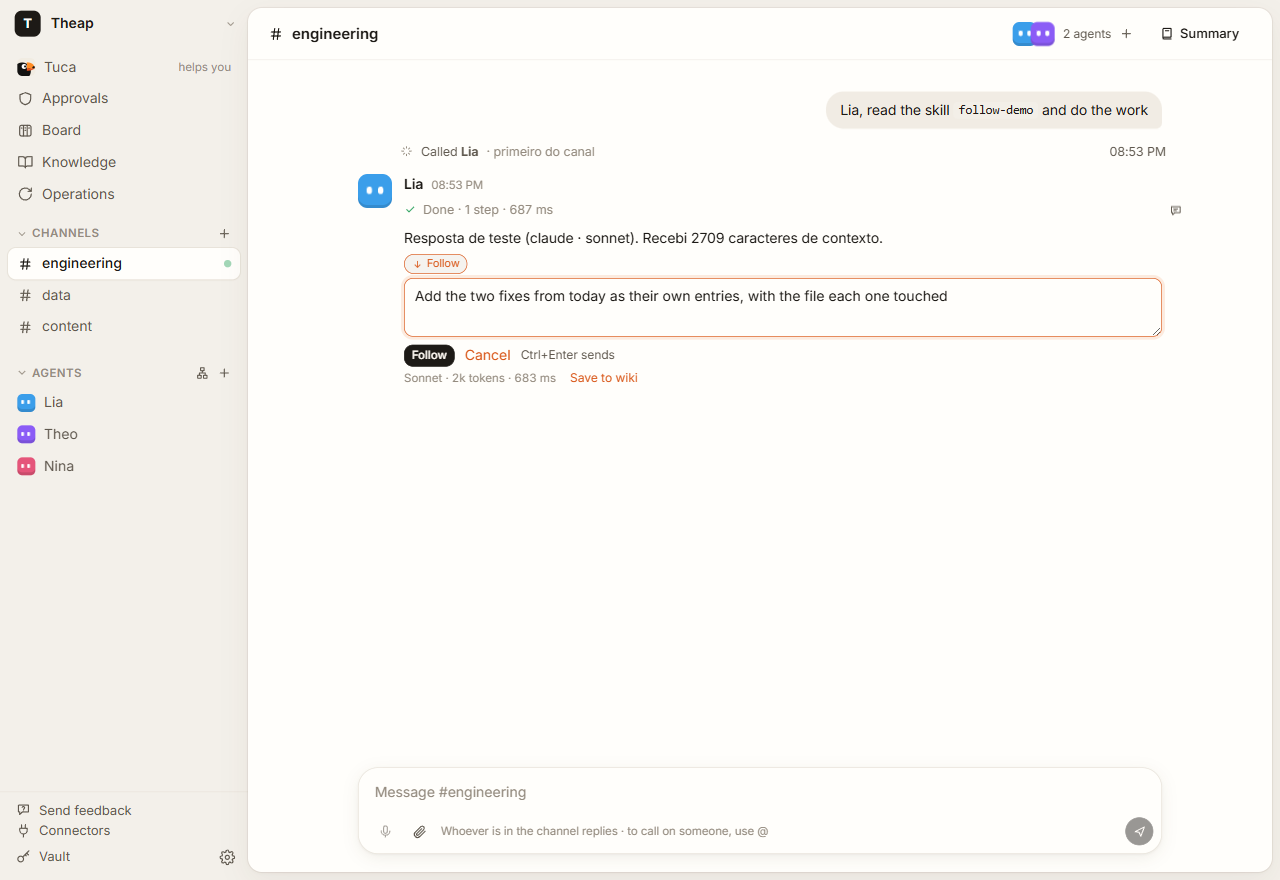 T Theap
Tuca helps you
Approvals
Board
Knowledge
Operations
CHANNELS
# engineering
# data
# content
AGENTS
Lia
Theo
Nina
Send feedback
Connectors
Vault
# engineering
2 agents + Summary
Lia, read the skill follow-demo and do the work
Called Lia · primeiro do canal 08:53 PM
Lia 08:53 PM
Done · 1 step · 687 ms
Resposta de teste (claude · sonnet). Recebi 2709 caracteres de contexto.
↓ Follow
Add the two fixes from today as their own entries, with the file each one touched
Follow Cancel Ctrl+Enter sends
Sonnet · 2k tokens · 683 ms Save to wiki
Message #engineering
Whoever is in the channel replies · to call on someone, use @